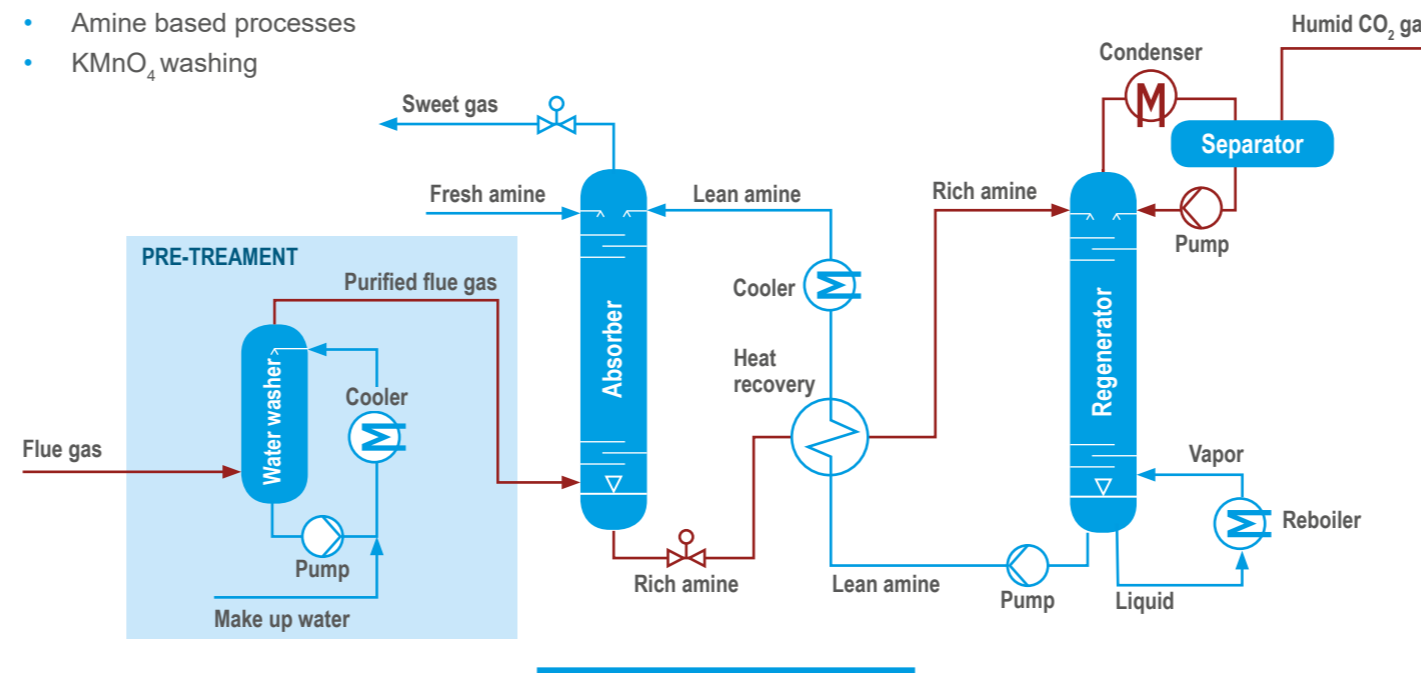 • Amine based processes
• KMnO₄ washing
Humid CO₂ ga
Condenser
Sweet gas
Separator
Fresh amine
Lean amine
Rich amine
Pump
PRE-TREAMENT
Purified flue gas
Cooler
Absorber
Regenerator
Heat
recovery
Water washer
Cooler
Flue gas
Vapor
Reboiler
Pump
Rich amine
Lean amine
Pump
Liquid
Make up water